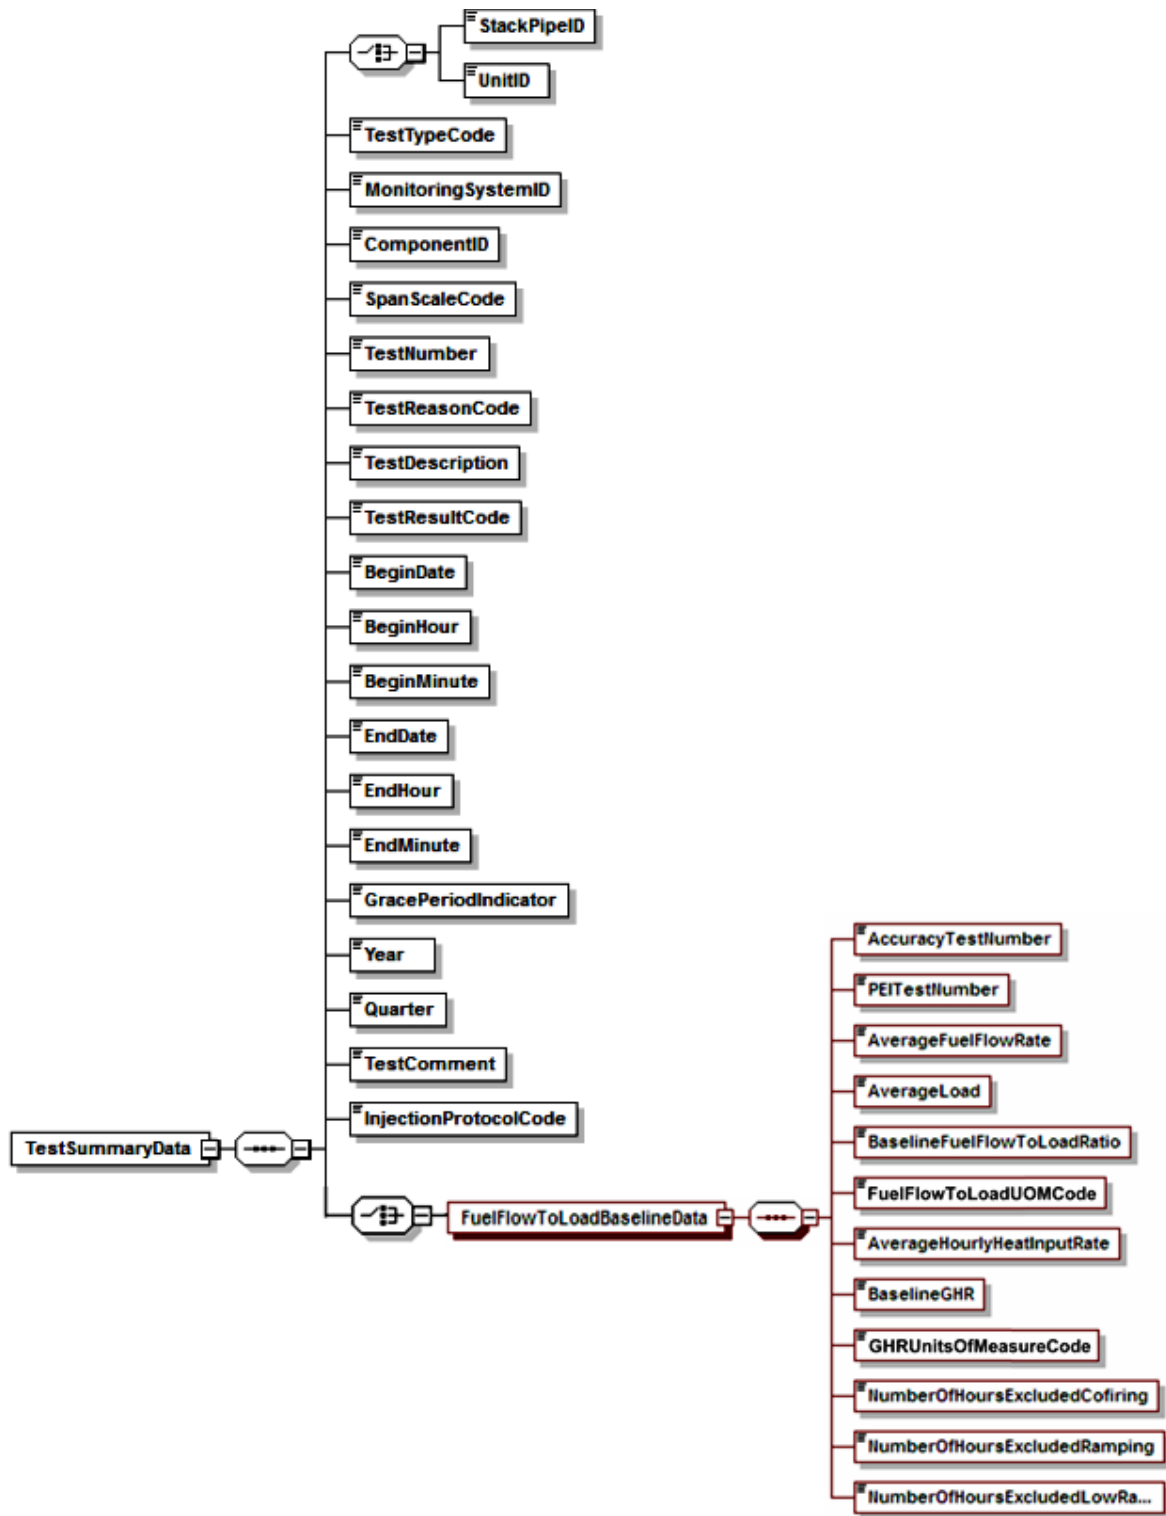 StackPipeID
UnitID
TestTypeCode
MonitoringSystemID
ComponentID
SpanScaleCode
TestNumber
TestReasonCode
TestDescription
TestResultCode
BeginDate
BeginHour
BeginMinute
EndDate
EndHour
EndMinute
GracePeriodIndicator
Year
Quarter
TestComment
InjectionProtocolCode
TestSummaryData
FuelFlowToLoadBaselineData
AccuracyTestNumber
PEITestNumber
AverageFuelFlowRate
AverageLoad
BaselineFuelFlowToLoadRatio
FuelFlowToLoadUOMCode
AverageHourlyHeatInputRate
BaselineGHR
GHRUnitsOfMeasureCode
NumberOfHoursExcludedCofiring
NumberOfHoursExcludedRamping
NumberOfHoursExcludedLowRa...